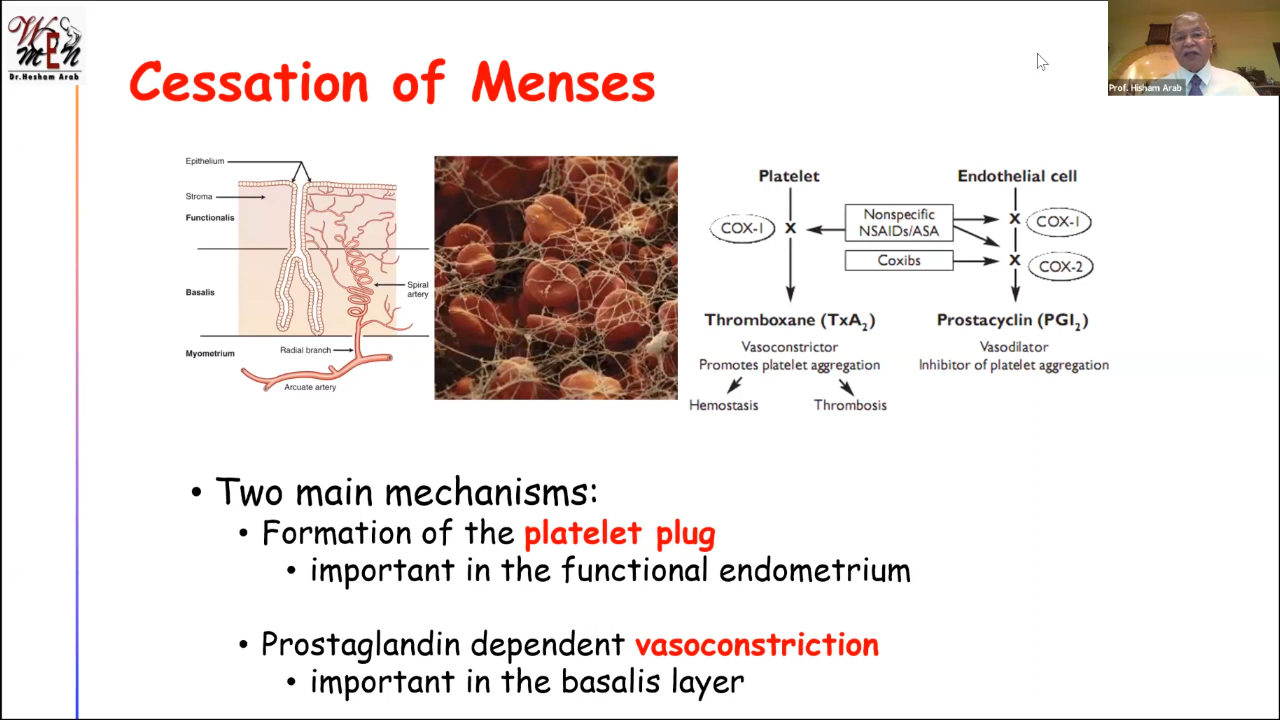 WOMEN
Dr.Hesham Arab
Cessation of Menses
Prof. Hisham Arab
Epithelium
Stroma
Functionalis
Basalis
Spiral
artery
Myometrium
Radial branch
Arcuate artery
Platelet
Endothelial cell
COX-1
X
Nonspecific
NSAIDs/ASA
X
COX-1
Coxibs
X
COX-2
Thromboxane (TxA2)
Prostacyclin (PGI2)
Vasoconstrictor
Vasodilator
Promotes platelet aggregation
Inhibitor of platelet aggregation
Hemostasis
Thrombosis
• Two main mechanisms:
• Formation of the platelet plug
• important in the functional endometrium
• Prostaglandin dependent vasoconstriction
• important in the basalis layer